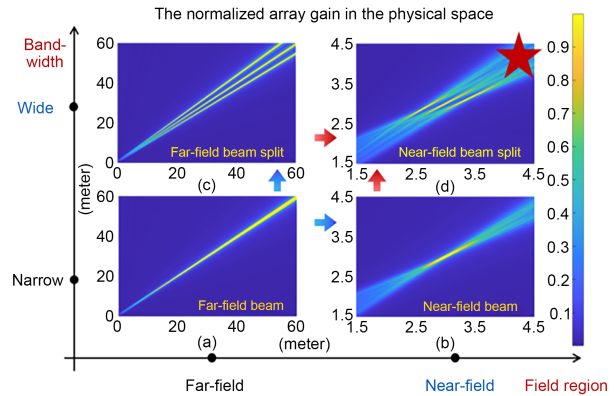 The normalized array gain in the physical space
Band-
width
Wide
Narrow
(meter)
60
40
20
0
0 20 40 60
Far-field beam split
(c)
4.5
3.5
2.5
1.5
1.5 2.5 3.5 4.5
Near-field beam split
(d)
60
40
20
0
0 20 40 60
Far-field beam
(a)
(meter)
4.5
3.5
2.5
1.5
1.5 2.5 3.5 4.5
Near-field beam
(b)
0.9
0.8
0.7
0.6
0.5
0.4
0.3
0.2
0.1
Far-field
Near-field
Field region